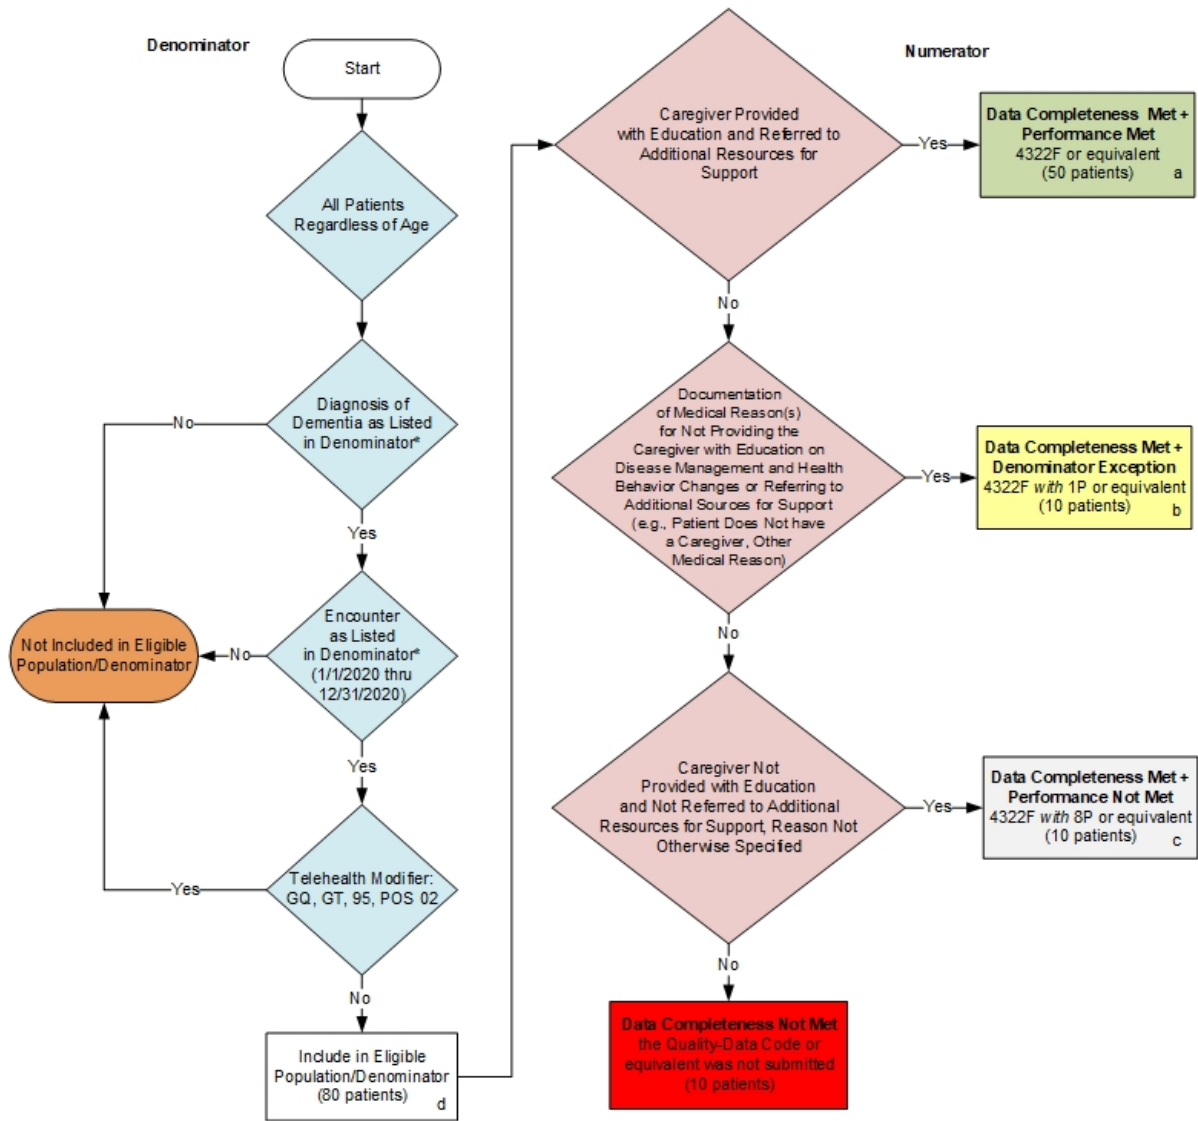 Denominator
Start
All Patients
Regardless of Age
Diagnosis of
Dementia as Listed
in Denominator*
No
Yes
Encounter
as Listed
in Denominator*
(1/1/2020 thru
12/31/2020)
No
Not Included in Eligible
Population/Denominator
Yes
Telehealth Modifier:
GQ, GT, 95, POS 02
Yes
No
Include in Eligible
Population/Denominator
(80 patients)
d
Numerator
Caregiver Provided
with Education and Referred to
Additional Resources for
Support
Yes
Data Completeness Met +
Performance Met
4322F or equivalent
(50 patients)
a
No
Documentation
of Medical Reason(s)
for Not Providing the
Caregiver with Education on
Disease Management and Health
Behavior Changes or Referring to
Additional Sources for Support
(e.g., Patient Does Not have
a Caregiver, Other
Medical Reason)
Yes
Data Completeness Met +
Denominator Exception
4322F with 1P or equivalent
(10 patients)
b
No
Caregiver Not
Provided with Education
and Not Referred to Additional
Resources for Support, Reason Not
Otherwise Specified
Yes
Data Completeness Met +
Performance Not Met
4322F with 8P or equivalent
(10 patients)
c
No
Data Completeness Not Met
the Quality-Data Code or
equivalent was not submitted
(10 patients)